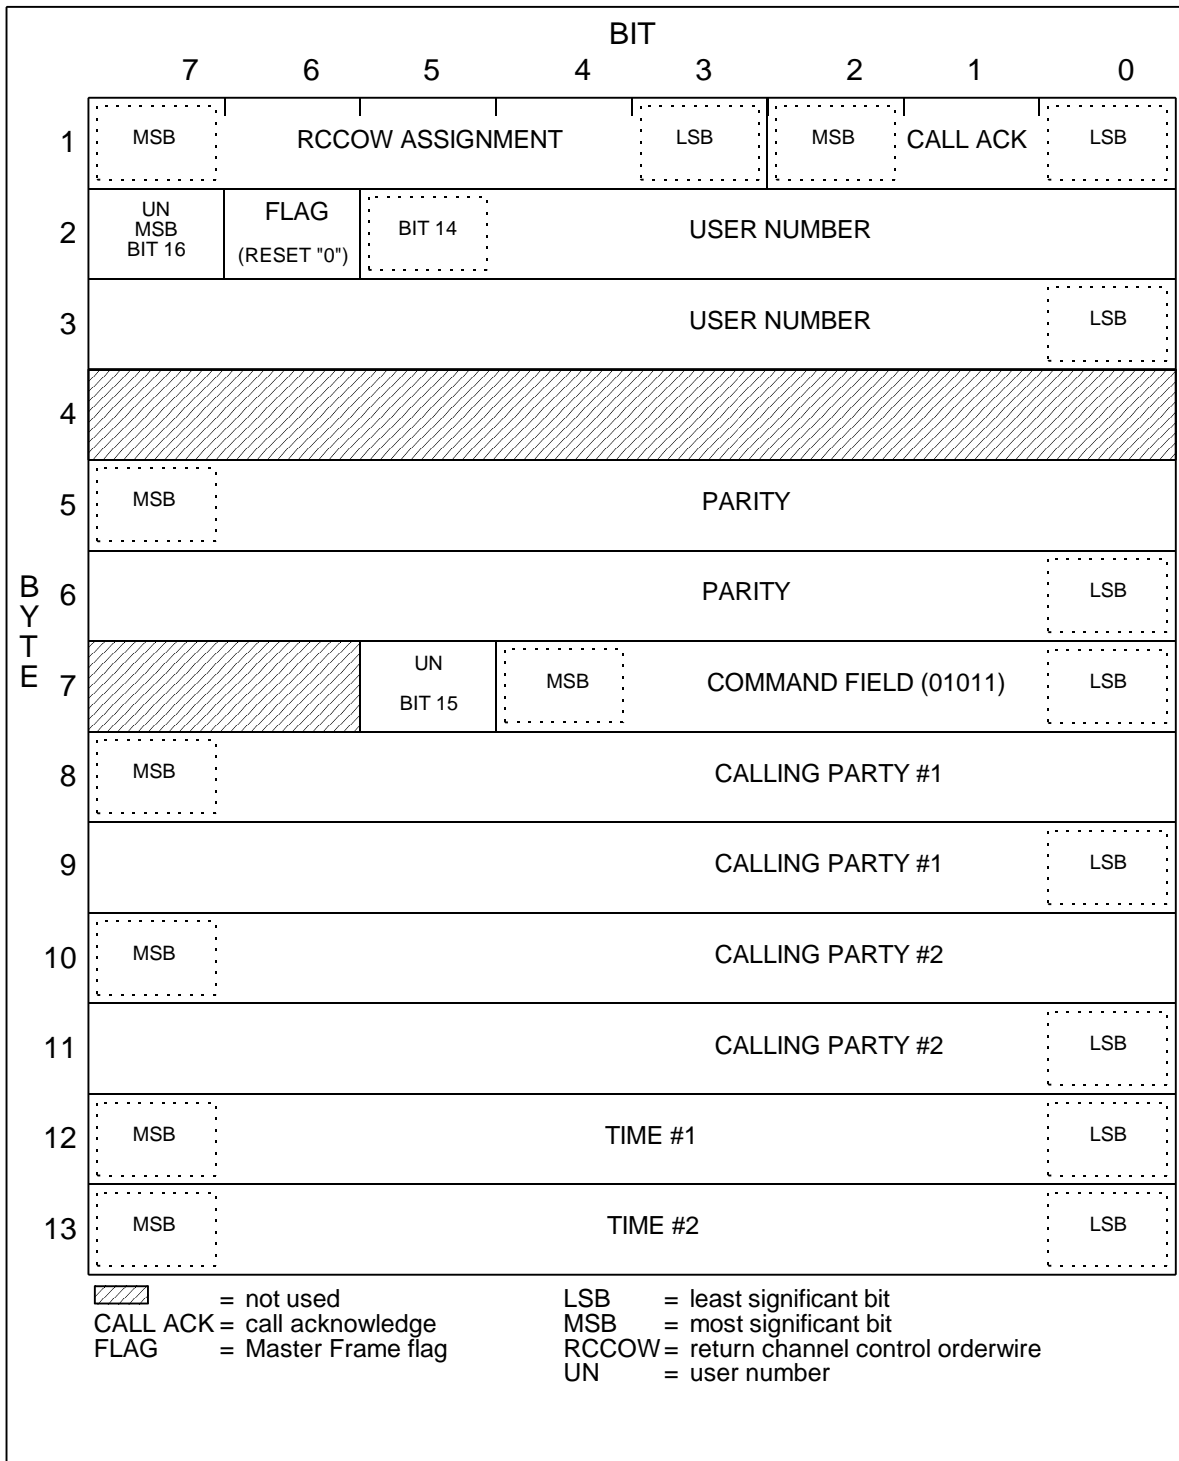 BIT
7 6 5 4 3 2 1 0
1 MSB RCCOW ASSIGNMENT LSB MSB CALL ACK LSB
2 UN MSB BIT 16 FLAG (RESET "0") BIT 14 USER NUMBER
3 USER NUMBER LSB
4
5 MSB PARITY
6 PARITY LSB
BYTE
7 UN BIT 15 MSB COMMAND FIELD (01011) LSB
8 MSB CALLING PARTY #1
9 CALLING PARTY #1 LSB
10 MSB CALLING PARTY #2
11 CALLING PARTY #2 LSB
12 MSB TIME #1 LSB
13 MSB TIME #2 LSB
= not used
CALL ACK = call acknowledge
FLAG = Master Frame flag
LSB = least significant bit
MSB = most significant bit
RCCOW = return channel control orderwire
UN = user number